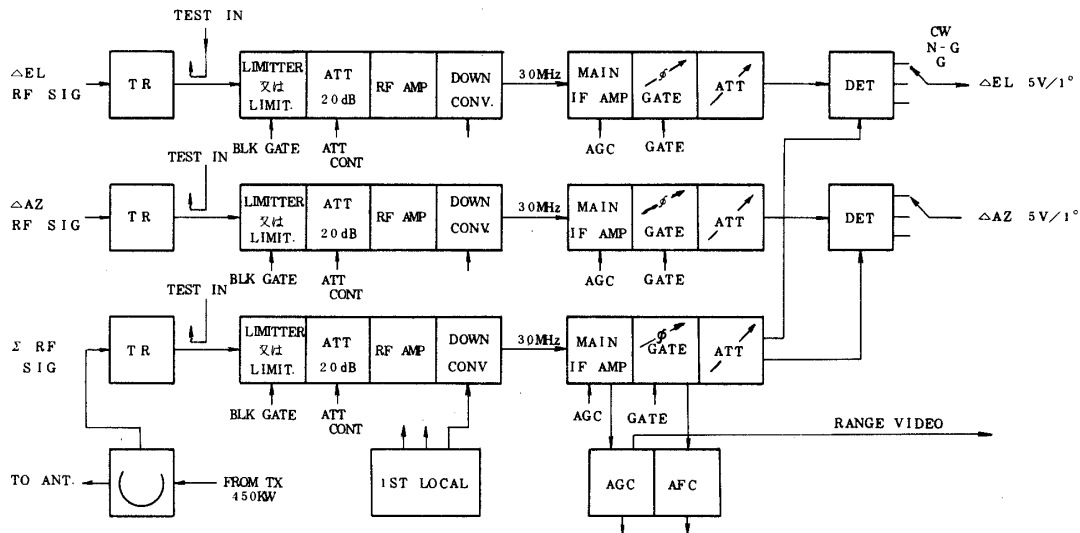 TEST IN
△EL
RF SIG
TR
LIMITTER
又は
LIMIT.
ATT
20dB
RF AMP
DOWN
CONV.
30MHz
MAIN
IF AMP
ϕ
GATE
ATT
DET
CW
N-G
G
△EL 5V/1°
BLK GATE
ATT
CONT
AGC
GATE
TEST IN
△AZ
RF SIG
TR
LIMITTER
又は
LIMIT.
ATT
20dB
RF AMP
DOWN
CONV.
30MHz
MAIN
IF AMP
ϕ
GATE
ATT
DET
△AZ 5V/1°
BLK GATE
ATT
CONT
AGC
GATE
TEST IN
Σ RF
SIG
TR
LIMITTER
又は
LIMIT.
ATT
20dB
RF AMP
DOWN
CONV
30MHz
MAIN
IF AMP
ϕ
GATE
ATT
BLK GATE
ATT
CONT
AGC
GATE
RANGE VIDEO
TO ANT.
FROM TX
450KW
1ST LOCAL
AGC
AFC